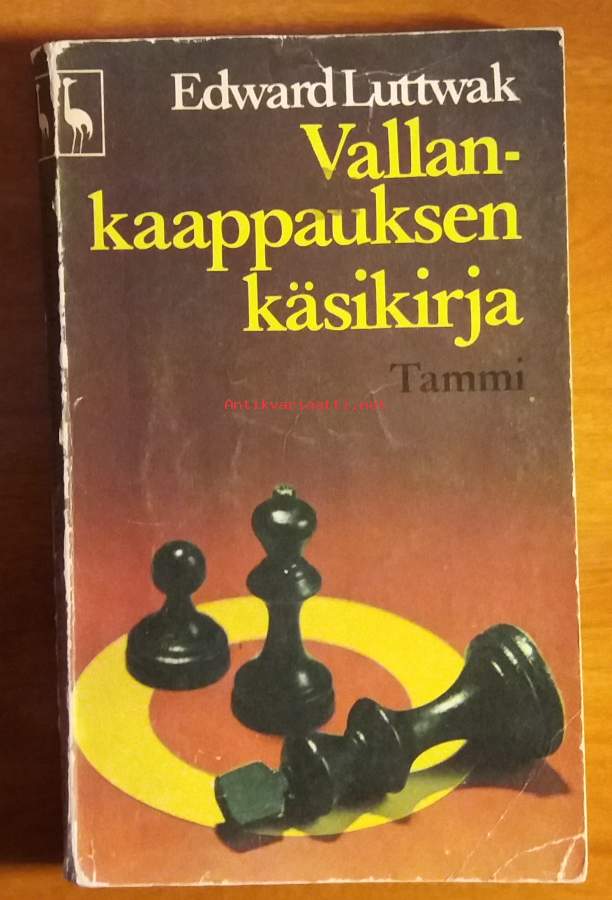 Edward Luttwak
Vallan-
kaappauksen
käsikirja
Tammi
Antikvariaatti.net